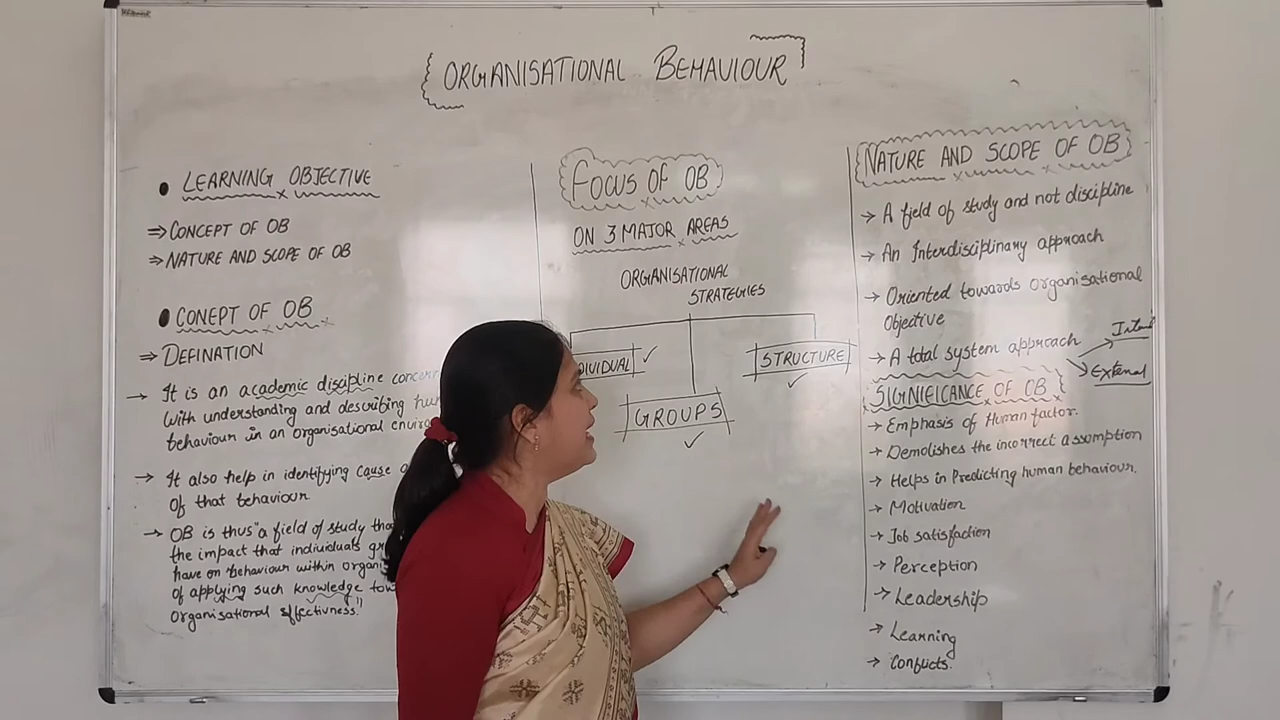 ORGANISATIONAL BEHAVIOUR
• LEARNING OBJECTIVE
⇒ CONCEPT OF OB
⇒ NATURE AND SCOPE OF OB
• CONEPT OF OB
⇒ DEFINATION
→ It is an academic discipline
with understanding and describing
behaviour in an organisational
→ It also help in identifying cause
of that behaviour
→ OB is thus "a field of study
the impact that individuals
have on behaviour within
of applying such knowledge
organisational effectivness."
FOCUS OF OB
ON 3 MAJOR AREAS
ORGANISATIONAL
STRATEGIES
✓
STRUCTURE
✓
GROUPS
✓
NATURE AND SCOPE OF OB
→ A field of study and not discipline
→ An Interdisciplinary approach
→ Oriented towards organisational
Objective
→ A total system approach
External
SIGNIFICANCE OF OB
→ Emphasis of Human factor.
→ Demolishes the incorrect assumption
→ Helps in Predicting human behaviour.
→ Motivation
→ Job satisfaction
→ Perception
→ Leadership
→ Learning
→ Conflicts.